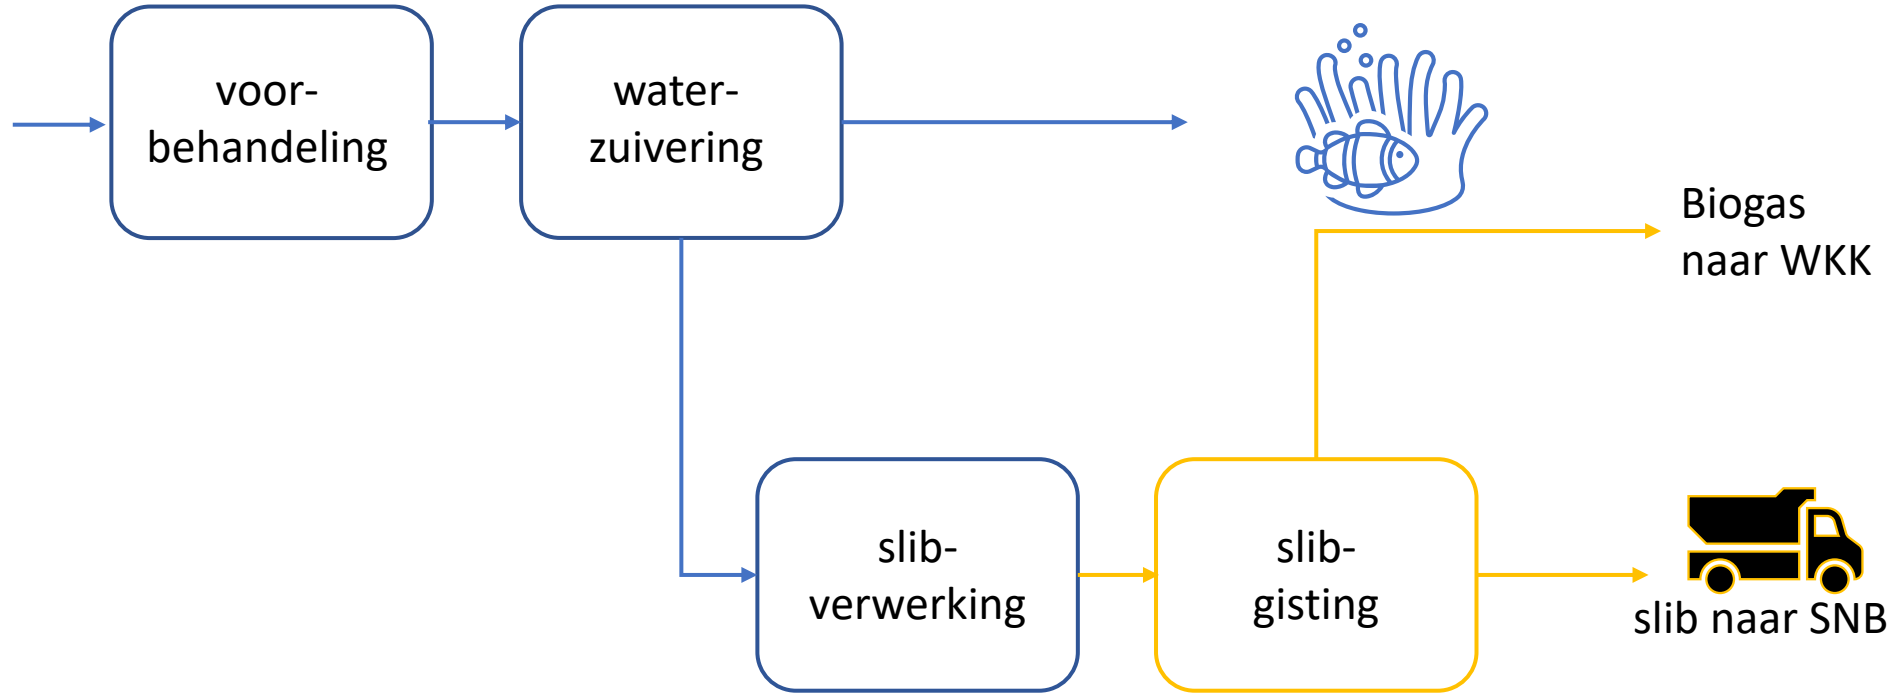 voor-
behandeling
water-
zuivering
Biogas
naar WKK
slib-
verwerking
slib-
gisting
slib naar SNB